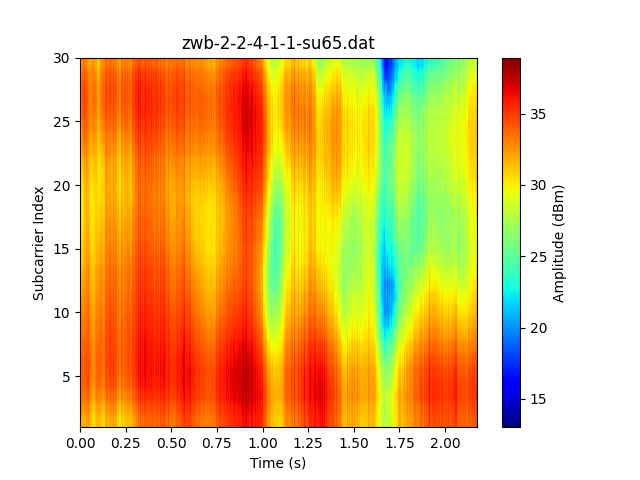 zwb-2-2-4-1-1-su65.dat
30
25
20
15
10
5
Subcarrier Index
0.00 0.25 0.50 0.75 1.00 1.25 1.50 1.75 2.00
Time (s)
35
30
25
20
15
Amplitude (dBm)